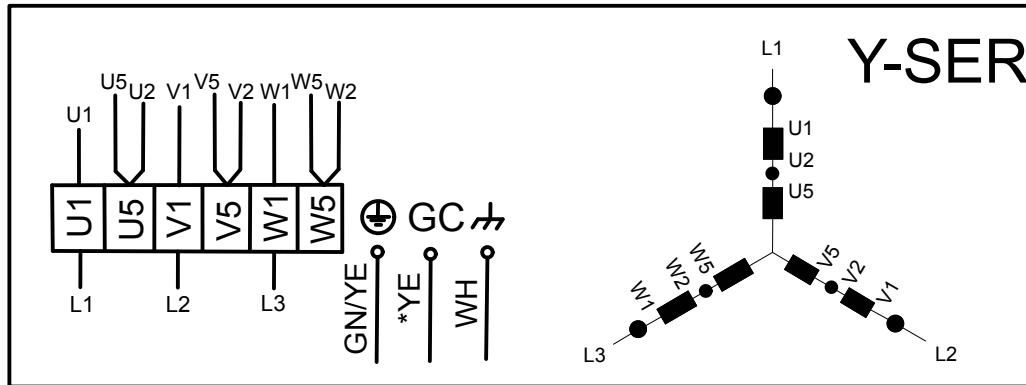 Y-SER
L1
U1
U2
U5
W5
W2
W1
L3
V5
V2
V1
L2
U1 U5 U2 V1 V5 V2 W1 W5 W2
U1 U5 V1 V5 W1 W5 GC
L1 L2 L3
GN/YE *YE WH